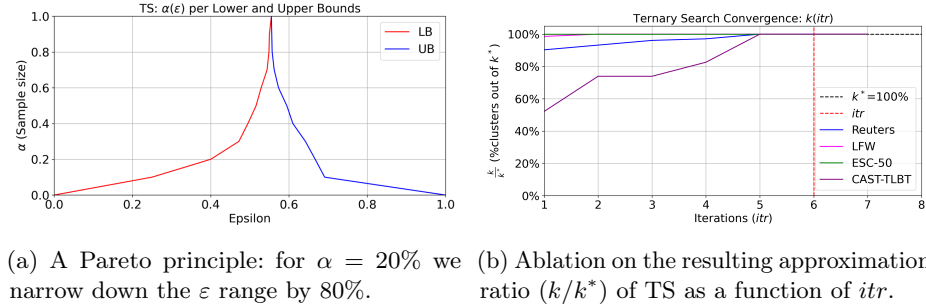 TS: α(ε) per Lower and Upper Bounds
1.0
0.8
0.6
0.4
0.2
0.0
α (Sample size)
LB
UB
0.0 0.2 0.4 0.6 0.8 1.0
Epsilon
(a) A Pareto principle: for α = 20% we
narrow down the ε range by 80%.
Ternary Search Convergence: k(itr)
100%
80%
60%
40%
20%
0%
k/k* (%clusters out of k*)
k*=100%
itr
Reuters
LFW
ESC-50
CAST-TLBT
1 2 3 4 5 6 7 8
Iterations (itr)
(b) Ablation on the resulting approximation
ratio (k/k*) of TS as a function of itr.